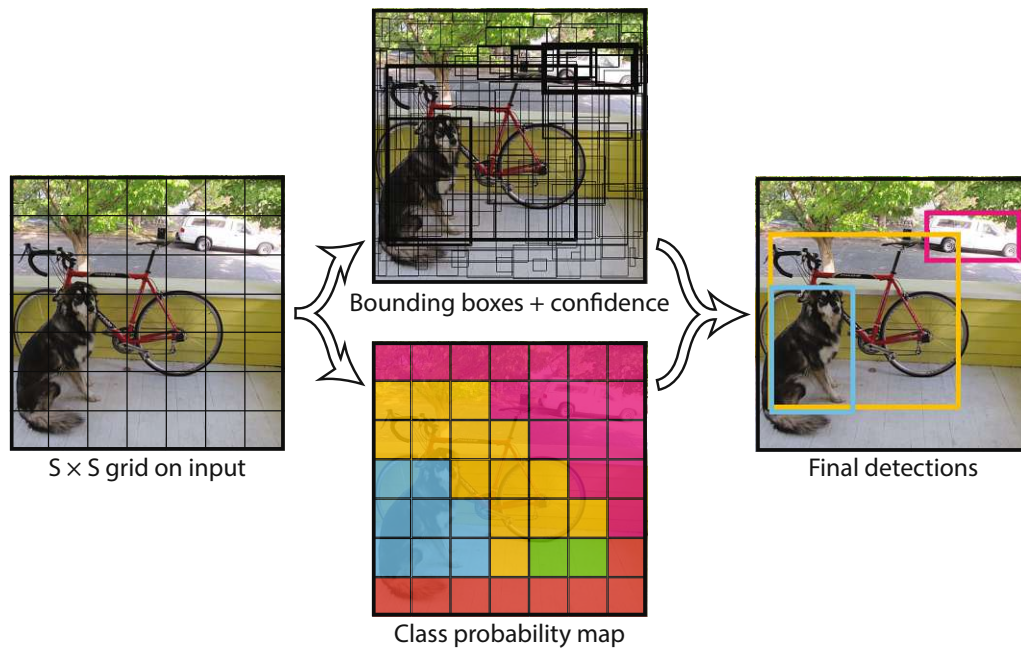 S × S grid on input
Bounding boxes + confidence
Class probability map
Final detections